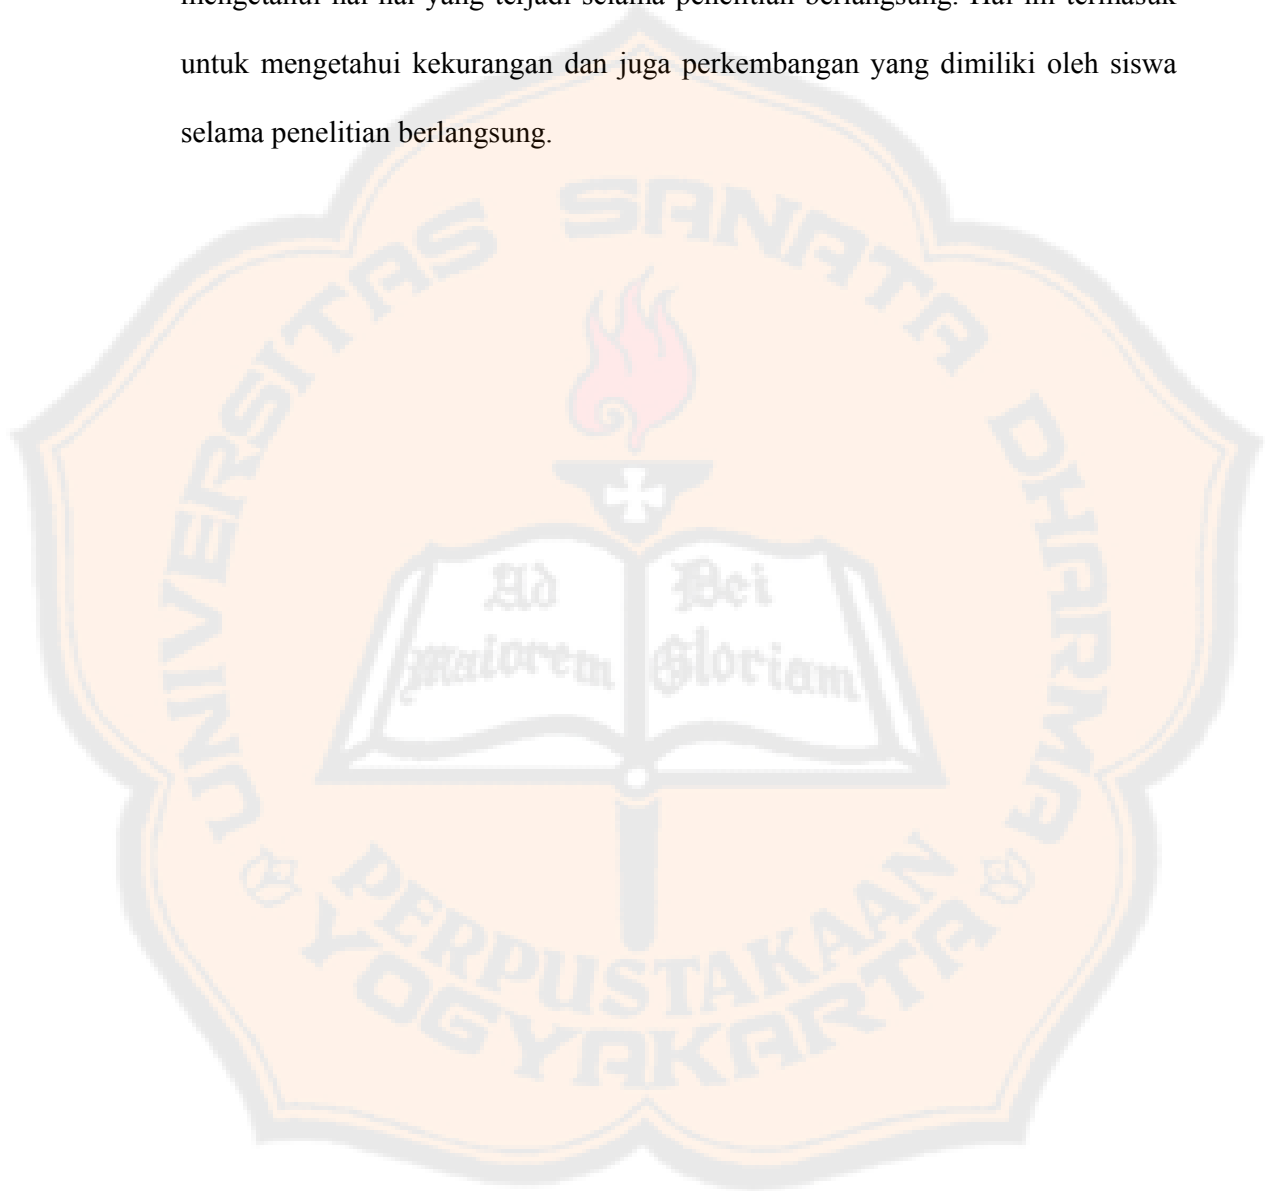 mengetahui hal-hal yang terjadi selama penelitian berlangsung. Hal ini termasuk
untuk mengetahui kekurangan dan juga perkembangan yang dimiliki oleh siswa
selama penelitian berlangsung.
UNIVERSITAS SANATA DHARMA
Ad Dei
maiorem Gloriam
PERPUSTAKAAN
YOGYAKARTA